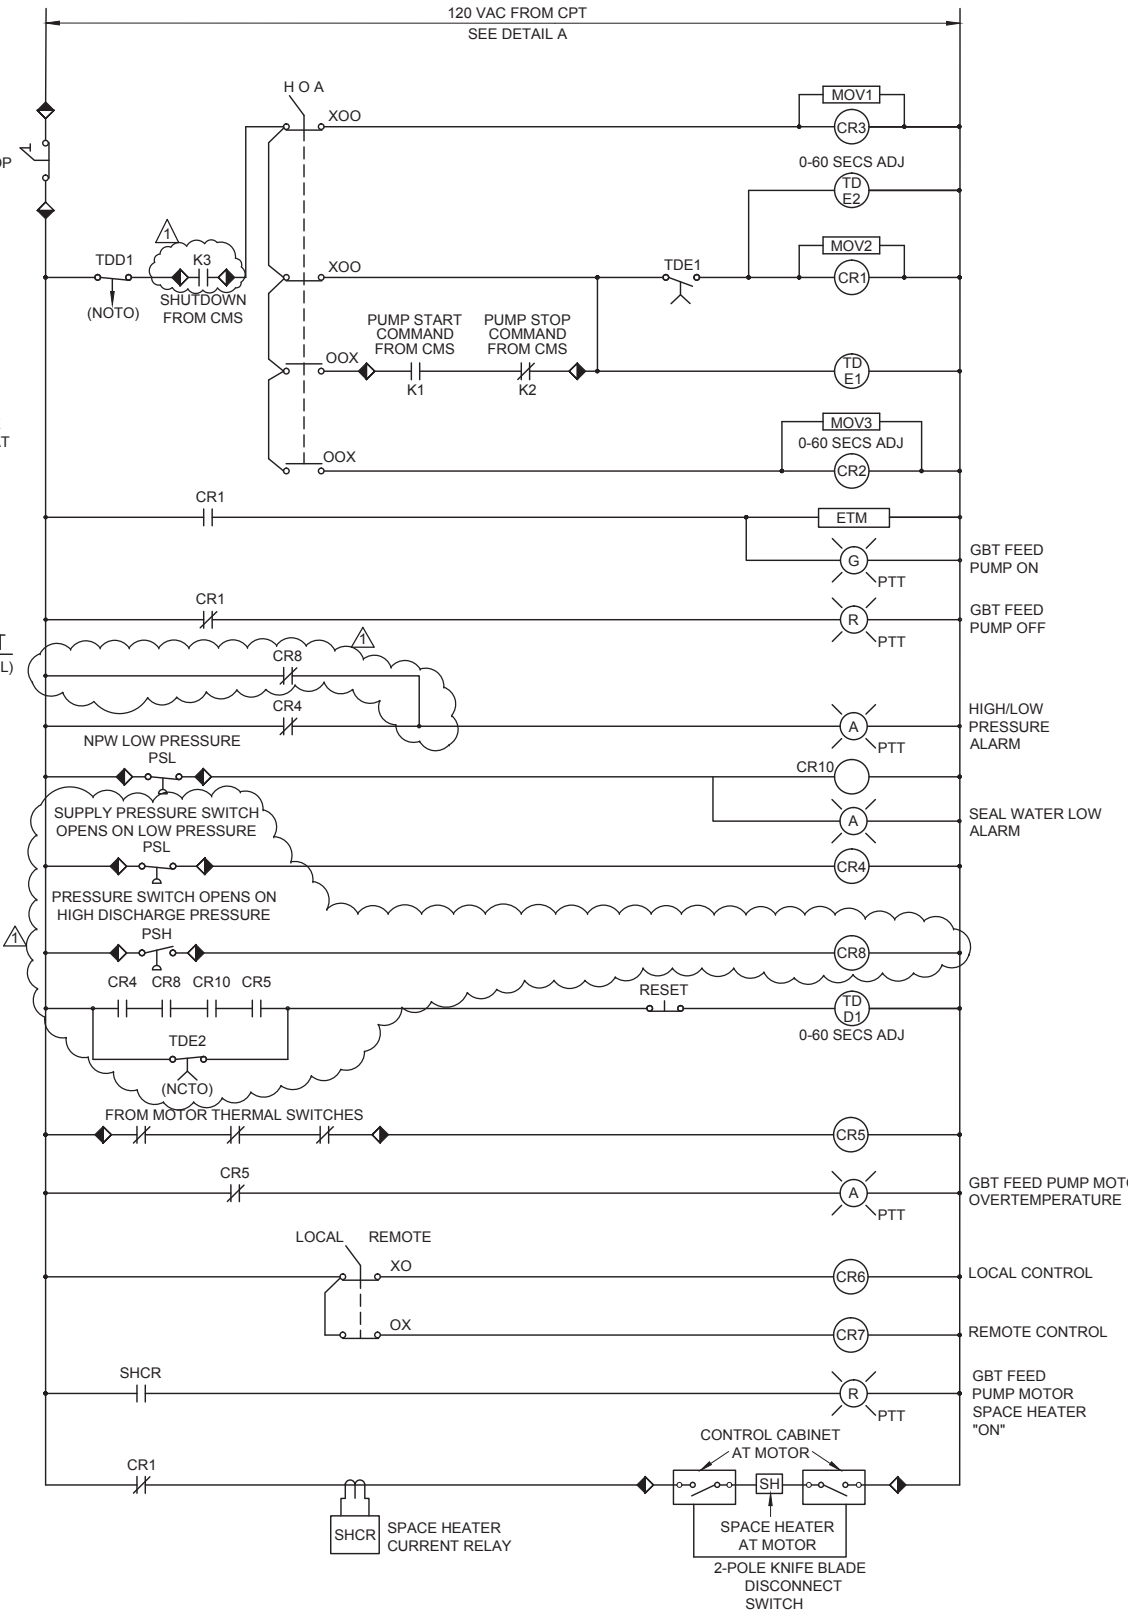 120 VAC FROM CPT
SEE DETAIL A
H O A
XOO
MOV1
CR3
OP
0-60 SECS ADJ
TD
E2
1
TDD1
K3
(NOTO)
SHUTDOWN
FROM CMS
XOO
TDE1
MOV2
CR1
PUMP START
COMMAND
FROM CMS
PUMP STOP
COMMAND
FROM CMS
OOX
K1
K2
TD
E1
MOV3
0-60 SECS ADJ
AT
OOX
CR2
CR1
ETM
G
PTT
GBT FEED
PUMP ON
CR1
R
PTT
GBT FEED
PUMP OFF
T
L)
1
CR8
CR4
A
PTT
HIGH/LOW
PRESSURE
ALARM
NPW LOW PRESSURE
PSL
CR10
SUPPLY PRESSURE SWITCH
OPENS ON LOW PRESSURE
PSL
A
SEAL WATER LOW
ALARM
CR4
PRESSURE SWITCH OPENS ON
HIGH DISCHARGE PRESSURE
1
PSH
CR8
CR4 CR8 CR10 CR5
RESET
TD
D1
0-60 SECS ADJ
TDE2
(NCTO)
FROM MOTOR THERMAL SWITCHES
CR5
CR5
A
PTT
GBT FEED PUMP MOTO
OVERTEMPERATURE
LOCAL REMOTE
XO
CR6
LOCAL CONTROL
OX
CR7
REMOTE CONTROL
SHCR
R
PTT
GBT FEED
PUMP MOTOR
SPACE HEATER
"ON"
CONTROL CABINET
AT MOTOR
CR1
SH
SHCR
SPACE HEATER
CURRENT RELAY
SPACE HEATER
AT MOTOR
2-POLE KNIFE BLADE
DISCONNECT
SWITCH